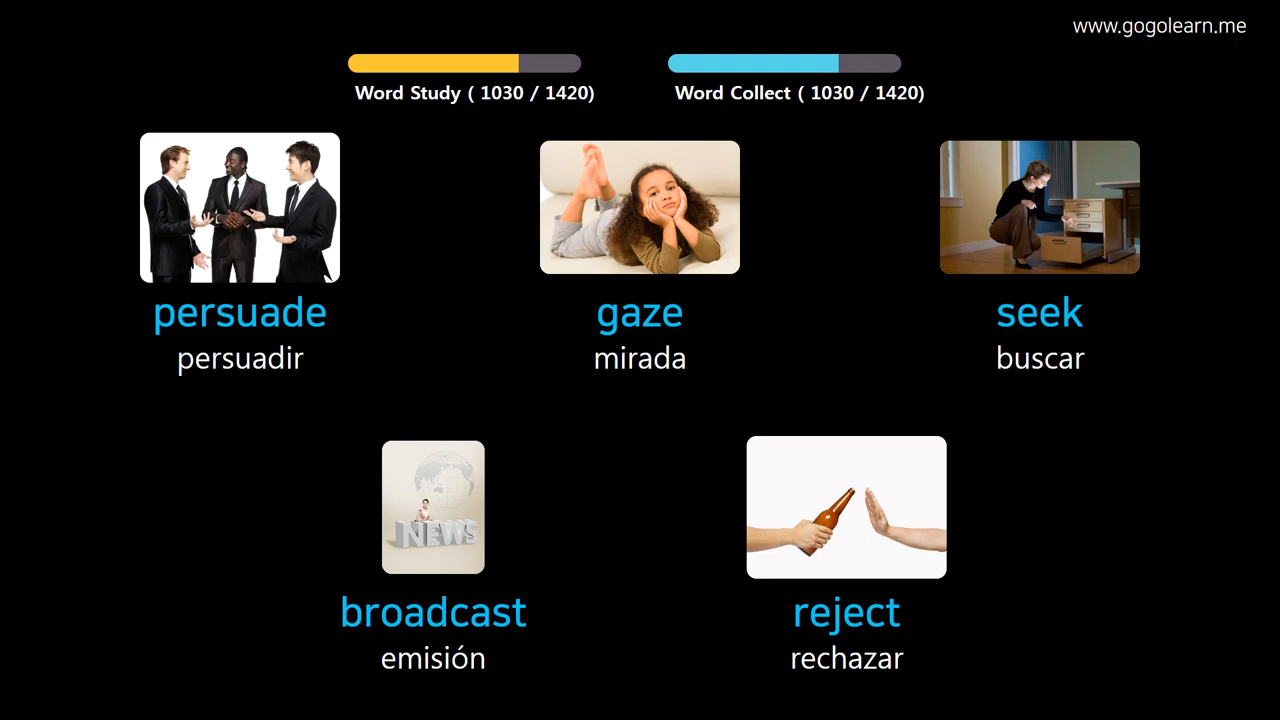 www.gogolearn.me
Word Study ( 1030 / 1420)
Word Collect ( 1030 / 1420)
persuade
persuadir
gaze
mirada
seek
buscar
NEWS
broadcast
emisión
reject
rechazar